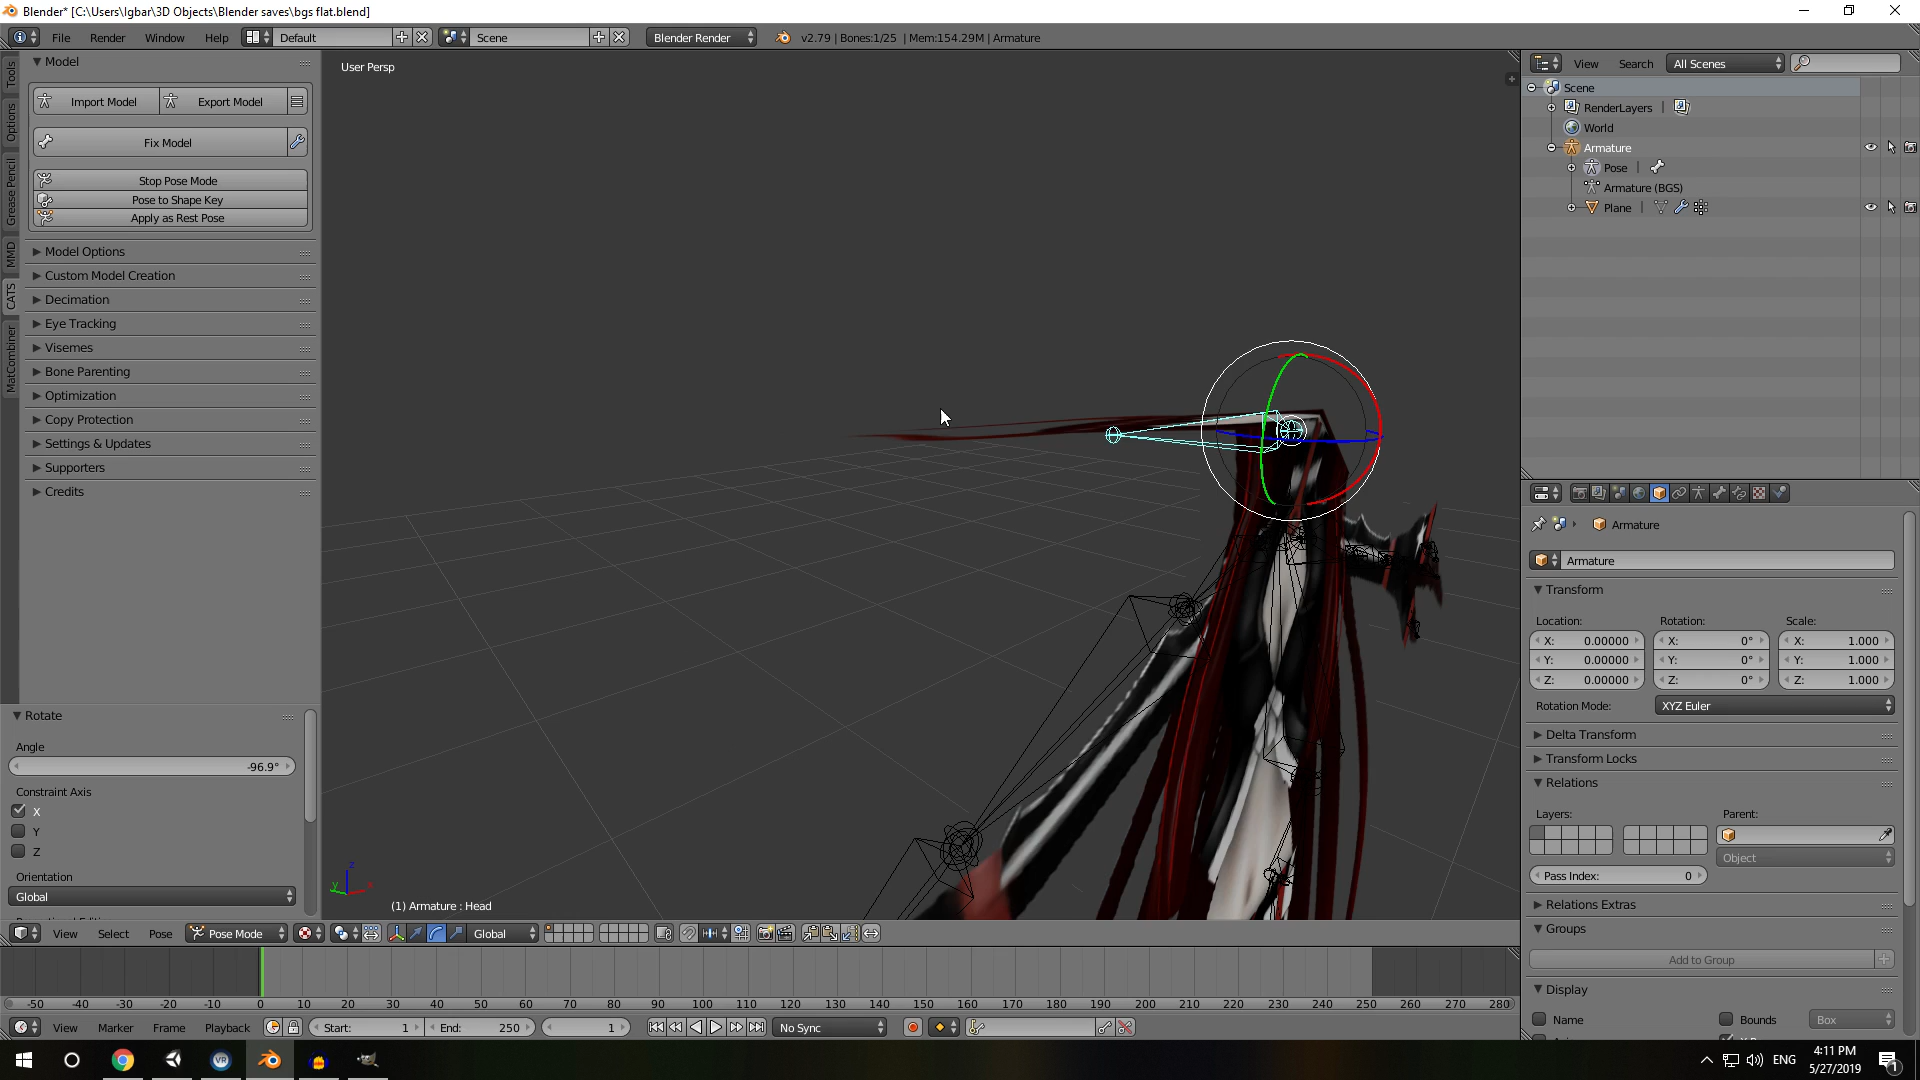 Blender* [C:\Users\Igbar\3D Objects\Blender saves\bgs flat.blend]
File Render Window Help Default Scene Blender Render v2.79 | Bones:1/25 | Mem:154.29M | Armature
Tools
Options
Grease Pencil
MMD
CATS
MatCombiner
Model
Import Model Export Model
Fix Model
Stop Pose Mode
Pose to Shape Key
Apply as Rest Pose
Model Options
Custom Model Creation
Decimation
Eye Tracking
Visemes
Bone Parenting
Optimization
Copy Protection
Settings & Updates
Supporters
Credits
Rotate
Angle
-96.9°
Constraint Axis
X
Y
Z
Orientation
Global
User Persp
z
y x
(1) Armature : Head
View Select Pose Pose Mode Global
-50 -40 -30 -20 -10 0 10 20 30 40 50 60 70 80 90 100 110 120 130 140 150 160 170 180 190 200 210 220 230 240 250 260 270 280
View Marker Frame Playback Start: 1 End: 250 1 No Sync
View Search All Scenes
Scene
RenderLayers |
World
Armature
Pose |
Armature (BGS)
Plane |
Armature
Armature
Transform
Location: Rotation: Scale:
X: 0.00000 X: 0° X: 1.000
Y: 0.00000 Y: 0° Y: 1.000
Z: 0.00000 Z: 0° Z: 1.000
Rotation Mode: XYZ Euler
Delta Transform
Transform Locks
Relations
Layers: Parent:
Object
Pass Index: 0
Relations Extras
Groups
Add to Group
Display
Name Bounds Box
VR
ENG
4:11 PM
5/27/2019
1